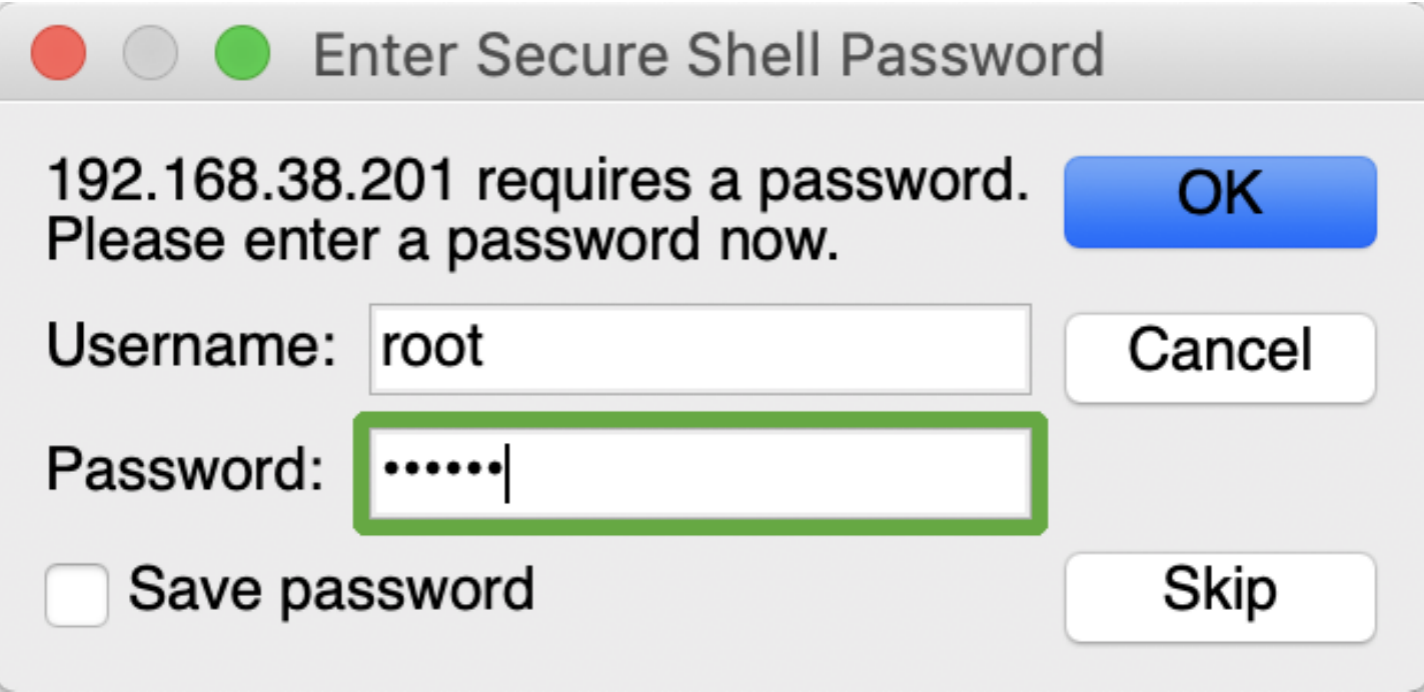 Enter Secure Shell Password
192.168.38.201 requires a password.
Please enter a password now.
OK
Username: root
Cancel
Password: ••••••
Save password
Skip